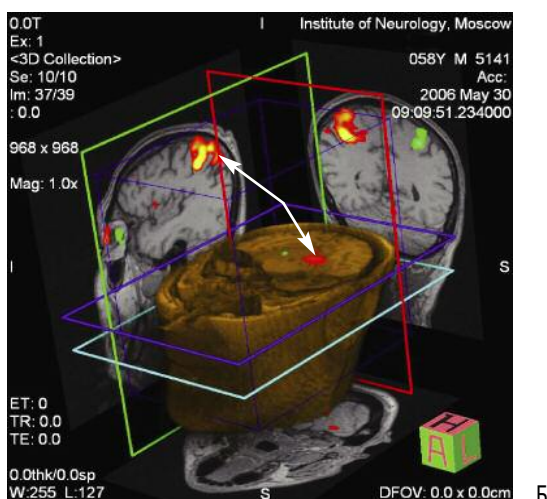 0.0T
Ex: 1
<3D Collection>
Se: 10/10
Im: 37/39
: 0.0
968 x 968
Mag: 1.0x
I
Institute of Neurology, Moscow
058Y M 5141
Acc:
2006 May 30
09:09:51.234000
I
S
ET: 0
TR: 0.0
TE: 0.0
0.0thk/0.0sp
W:255 L:127
S
DFOV: 0.0 x 0.0cm
H
A
L